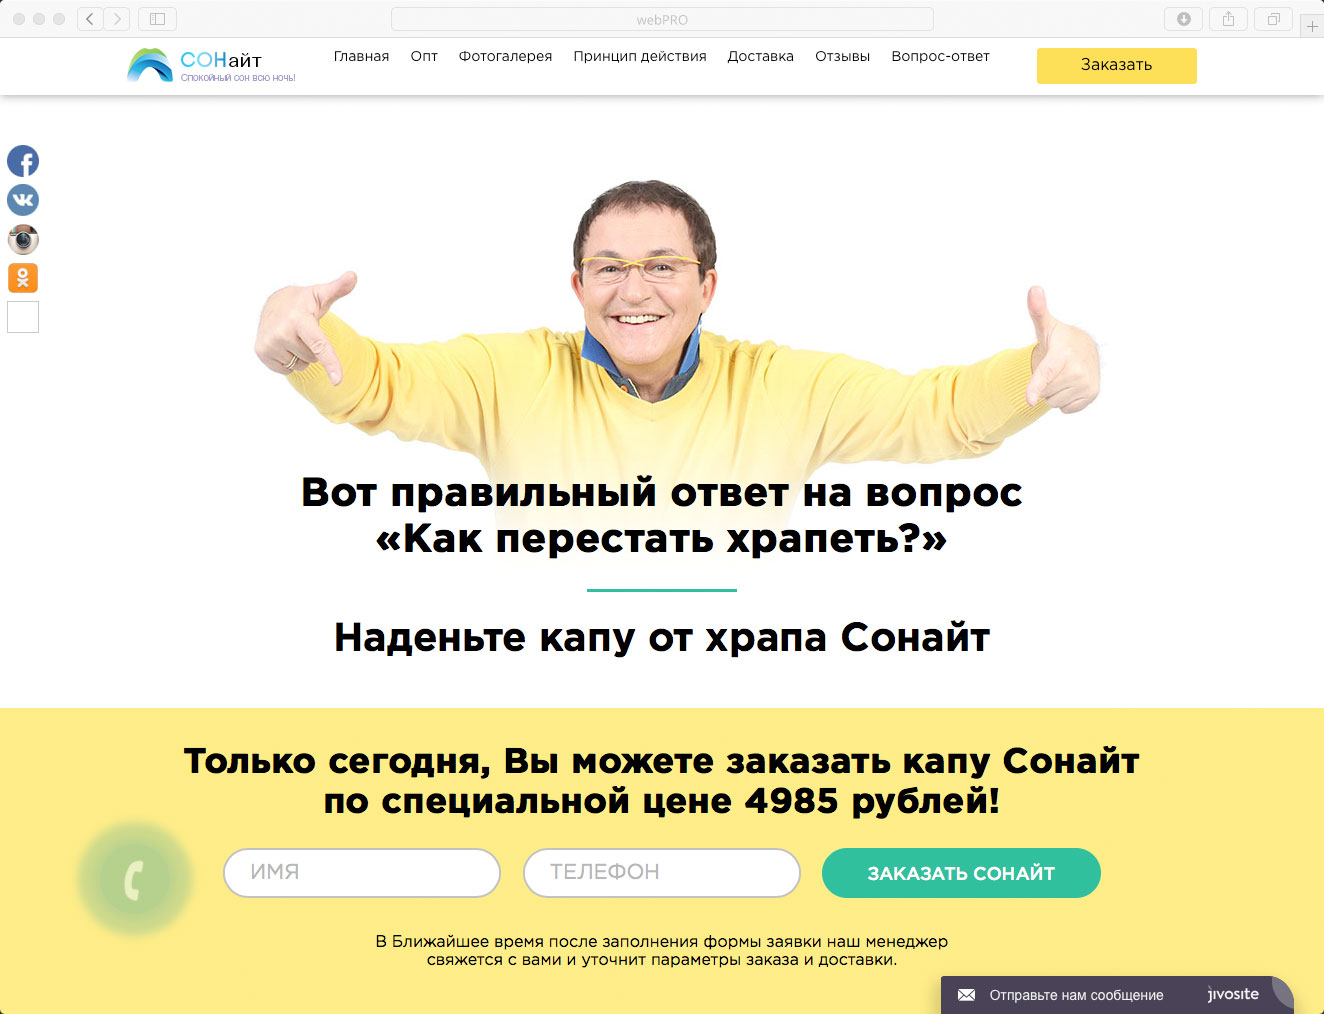 webPRO
СОНайт
Спокойный сон всю ночь!
Главная Опт Фотогалерея Принцип действия Доставка Отзывы Вопрос-ответ
Заказать
Вот правильный ответ на вопрос
«Как перестать храпеть?»
Наденьте капу от храпа Сонайт
Только сегодня, Вы можете заказать капу Сонайт
по специальной цене 4985 рублей!
ИМЯ
ТЕЛЕФОН
ЗАКАЗАТЬ СОНАЙТ
В Ближайшее время после заполнения формы заявки наш менеджер
свяжется с вами и уточнит параметры заказа и доставки.
Отправьте нам сообщение
jivosite